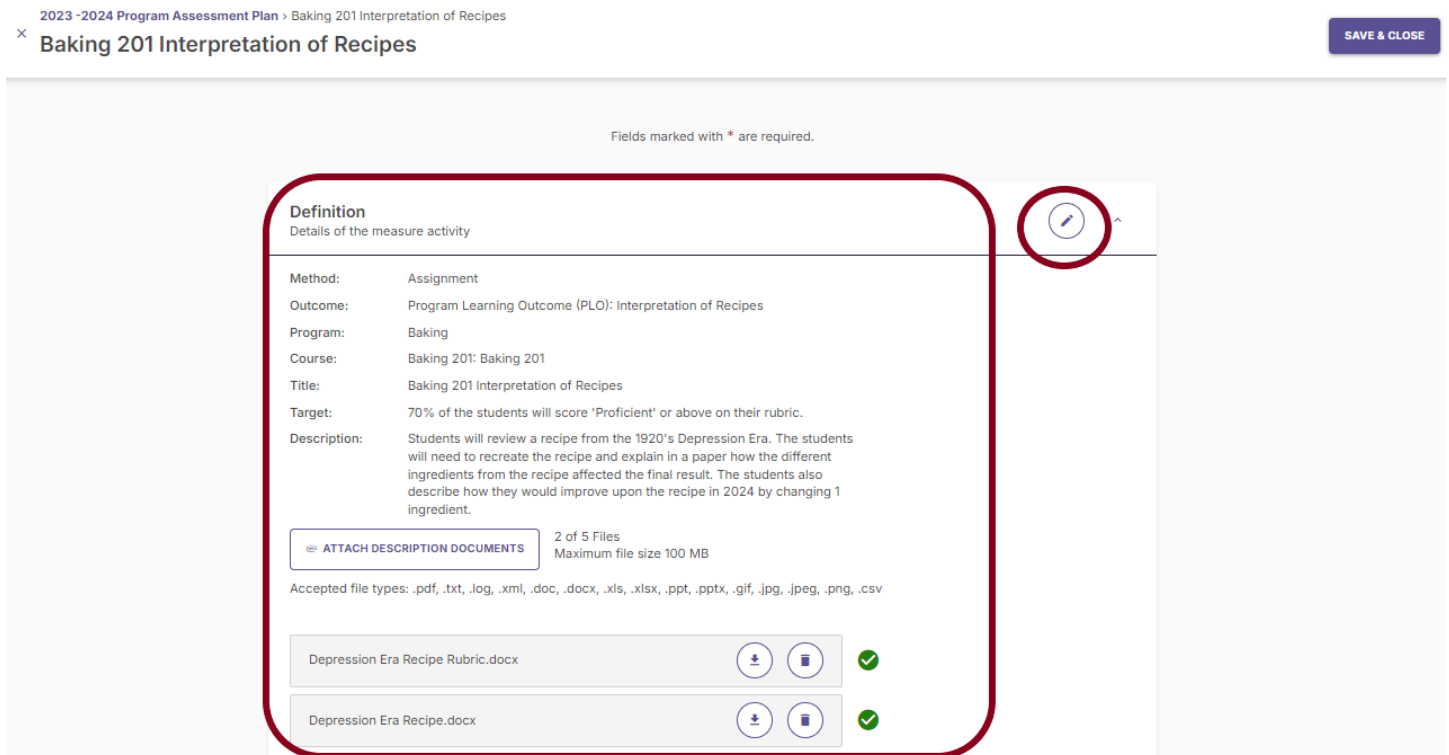 2023 -2024 Program Assessment Plan › Baking 201 Interpretation of Recipes
× Baking 201 Interpretation of Recipes
SAVE & CLOSE
Fields marked with * are required.
Definition
Details of the measure activity
Method: Assignment
Outcome: Program Learning Outcome (PLO): Interpretation of Recipes
Program: Baking
Course: Baking 201: Baking 201
Title: Baking 201 Interpretation of Recipes
Target: 70% of the students will score 'Proficient' or above on their rubric.
Description: Students will review a recipe from the 1920's Depression Era. The students
will need to recreate the recipe and explain in a paper how the different
ingredients from the recipe affected the final result. The students also
describe how they would improve upon the recipe in 2024 by changing 1
ingredient.
ATTACH DESCRIPTION DOCUMENTS
2 of 5 Files
Maximum file size 100 MB
Accepted file types: .pdf, .txt, .log, .xml, .doc, .docx, .xls, .xlsx, .ppt, .pptx, .gif, .jpg, .jpeg, .png, .csv
Depression Era Recipe Rubric.docx
Depression Era Recipe.docx